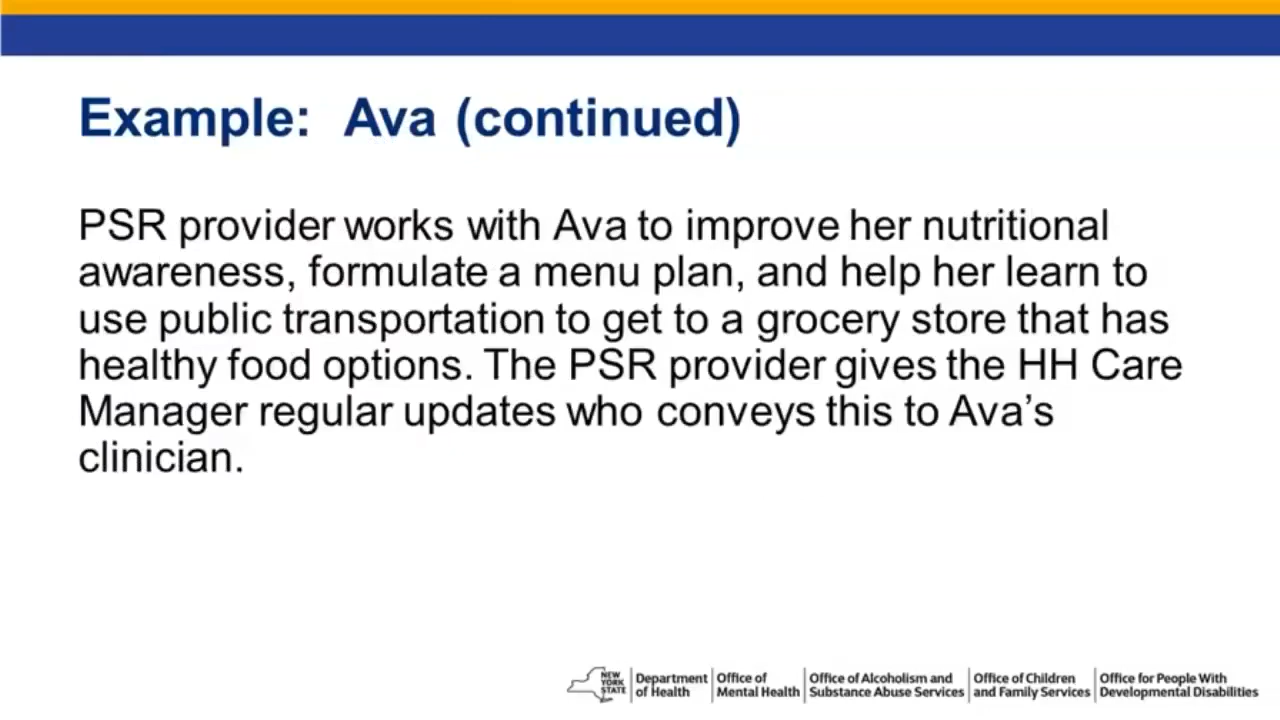 Example: Ava (continued)
PSR provider works with Ava to improve her nutritional
awareness, formulate a menu plan, and help her learn to
use public transportation to get to a grocery store that has
healthy food options. The PSR provider gives the HH Care
Manager regular updates who conveys this to Ava’s
clinician.
NEW
YORK
STATE
Department
of Health
Office of
Mental Health
Office of Alcoholism and
Substance Abuse Services
Office of Children
and Family Services
Office for People With
Developmental Disabilities